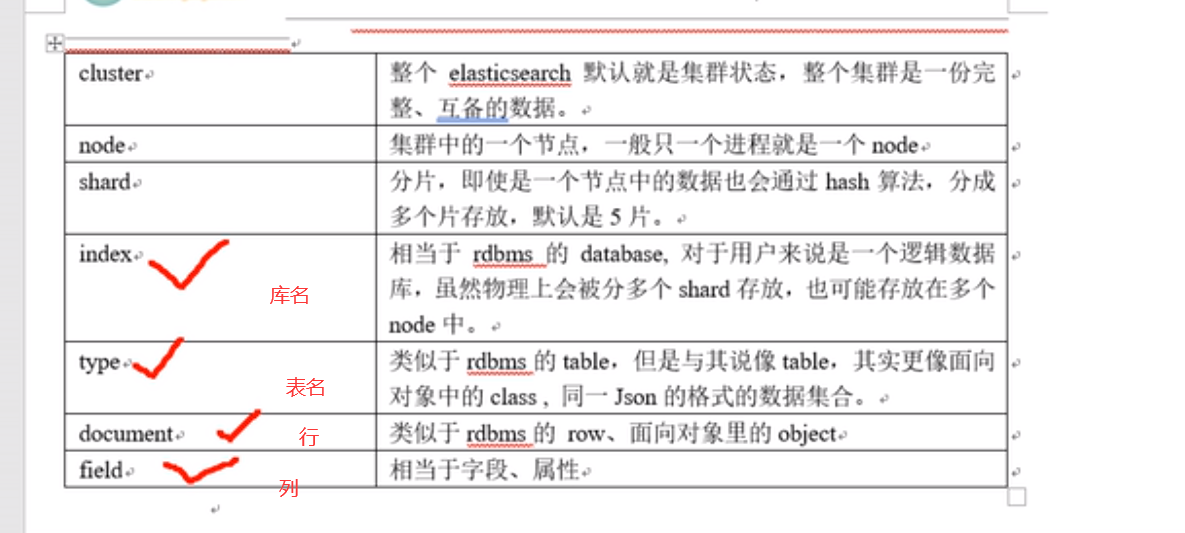 cluster
整个 elasticsearch 默认就是集群状态，整个集群是一份完
整、互备的数据。
node
集群中的一个节点，一般只一个进程就是一个 node
shard
分片，即使是一个节点中的数据也会通过 hash 算法，分成
多个片存放，默认是 5 片。
index
库名
相当于 rdbms 的 database, 对于用户来说是一个逻辑数据
库，虽然物理上会被分多个 shard 存放，也可能存放在多个
node 中。
type
表名
类似于 rdbms 的 table，但是与其说像 table，其实更像面向
对象中的 class , 同一 Json 的格式的数据集合。
document
行
类似于 rdbms 的 row、面向对象里的 object
field
列
相当于字段、属性